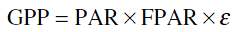 GPP = PAR × FPAR × ε